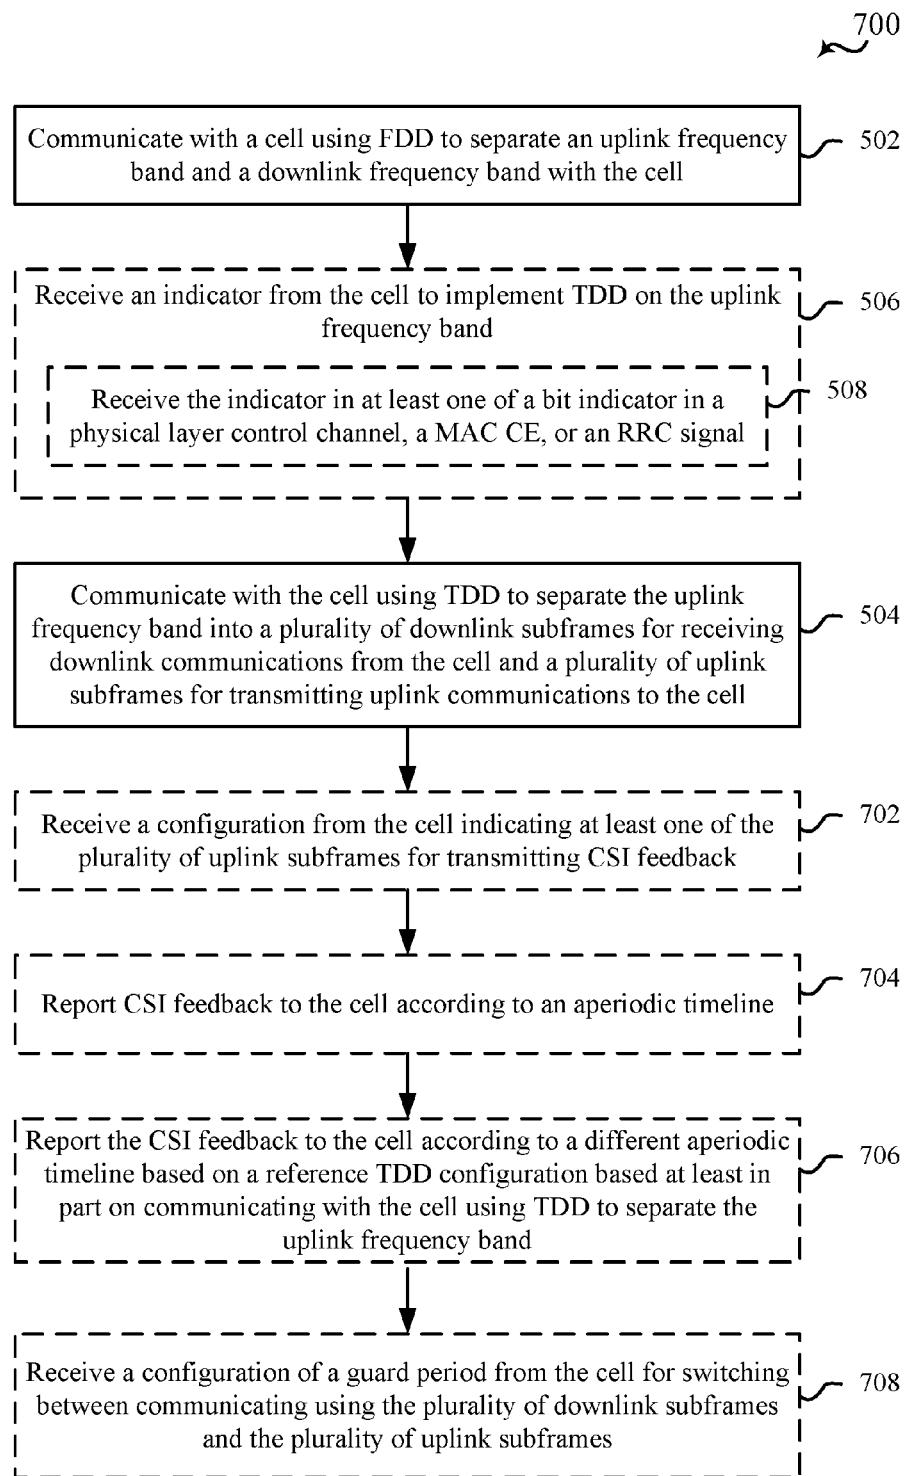 700
Communicate with a cell using FDD to separate an uplink frequency
band and a downlink frequency band with the cell
502
Receive an indicator from the cell to implement TDD on the uplink
frequency band
506
Receive the indicator in at least one of a bit indicator in a
physical layer control channel, a MAC CE, or an RRC signal
508
Communicate with the cell using TDD to separate the uplink
frequency band into a plurality of downlink subframes for receiving
downlink communications from the cell and a plurality of uplink
subframes for transmitting uplink communications to the cell
504
Receive a configuration from the cell indicating at least one of the
plurality of uplink subframes for transmitting CSI feedback
702
Report CSI feedback to the cell according to an aperiodic timeline
704
Report the CSI feedback to the cell according to a different aperiodic
timeline based on a reference TDD configuration based at least in
part on communicating with the cell using TDD to separate the
uplink frequency band
706
Receive a configuration of a guard period from the cell for switching
between communicating using the plurality of downlink subframes
and the plurality of uplink subframes
708